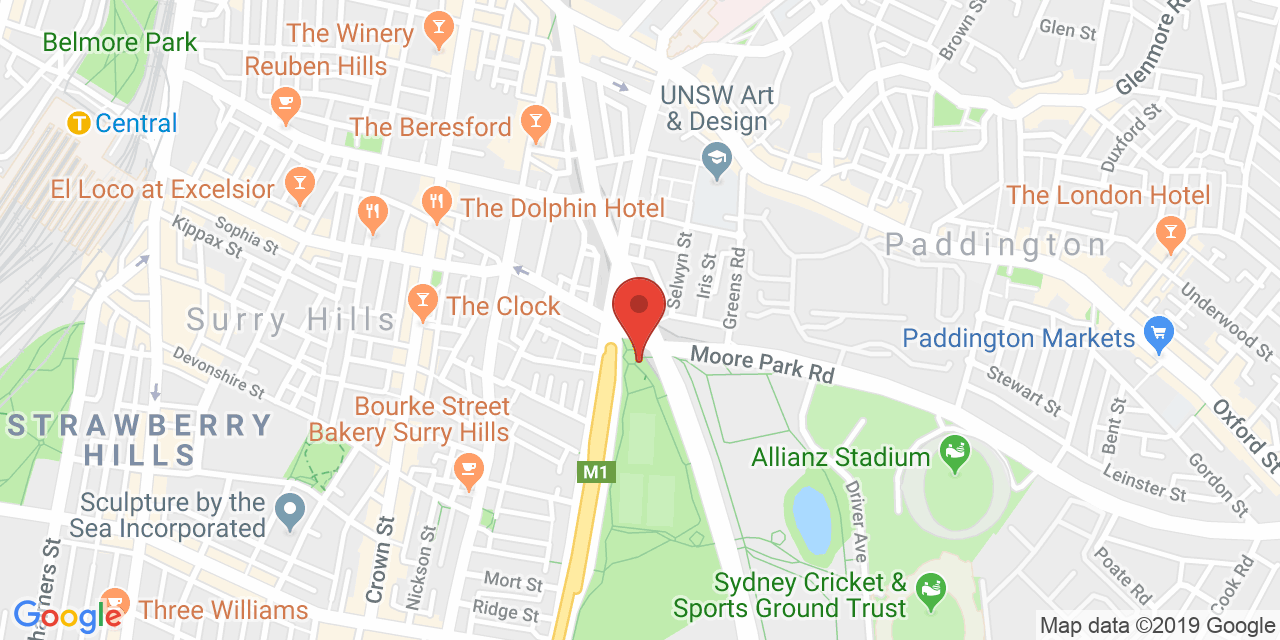 Belmore Park
The Winery
Reuben Hills
Glen St
Brown St
Glenmore Rd
UNSW Art
& Design
Central
The Beresford
Duxford St
El Loco at Excelsior
The Dolphin Hotel
The London Hotel
Kippax St
Sophia St
Selwyn St
Iris St
Greens Rd
Paddington
Surry Hills
The Clock
Underwood St
Paddington Markets
Moore Park Rd
Devonshire St
Stewart St
Bourke Street
Bakery Surry Hills
STRAWBERRY
HILLS
Bent St
Oxford St
M1
Allianz Stadium
Leinster St
Gordon St
Sculpture by the
Sea Incorporated
Driver Ave
Crown St
Nickson St
Mort St
Ridge St
Sydney Cricket &
Sports Ground Trust
Poate Rd
Cook Rd
Three Williams
Google
Map data ©2019 Google